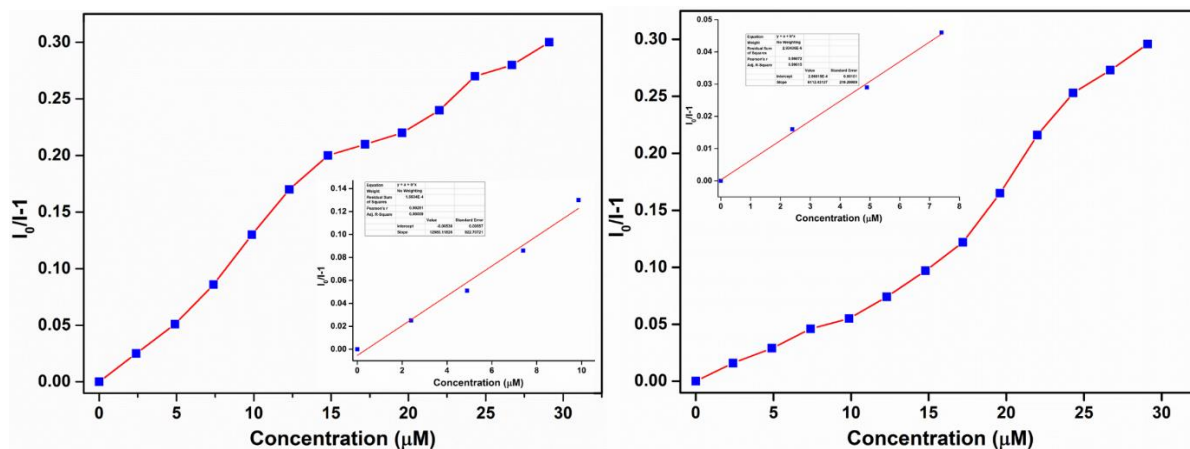 I₀/I-1
0.30
0.25
0.20
0.15
0.10
0.05
0.00
0 5 10 15 20 25 30
Concentration (μM)
I₀/I-1
0.14
0.12
0.10
0.08
0.06
0.04
0.02
0.00
0 2 4 6 8 10
Concentration (μM)
Equation y = a + b*x
Weight No Weighting
Residual Sum
of Squares
Pearson's r
Adj. R-Square
Value Standard Error
Intercept
Slope
I₀/I-1
0.30
0.25
0.20
0.15
0.10
0.05
0.00
0 5 10 15 20 25 30
Concentration (μM)
I₀/I-1
0.05
0.04
0.03
0.02
0.01
0.00
0 1 2 3 4 5 6 7 8
Concentration (μM)
Equation y = a + b*x
Weight No Weighting
Residual Sum
of Squares
Pearson's r
Adj. R-Square
Value Standard Error
Intercept
Slope